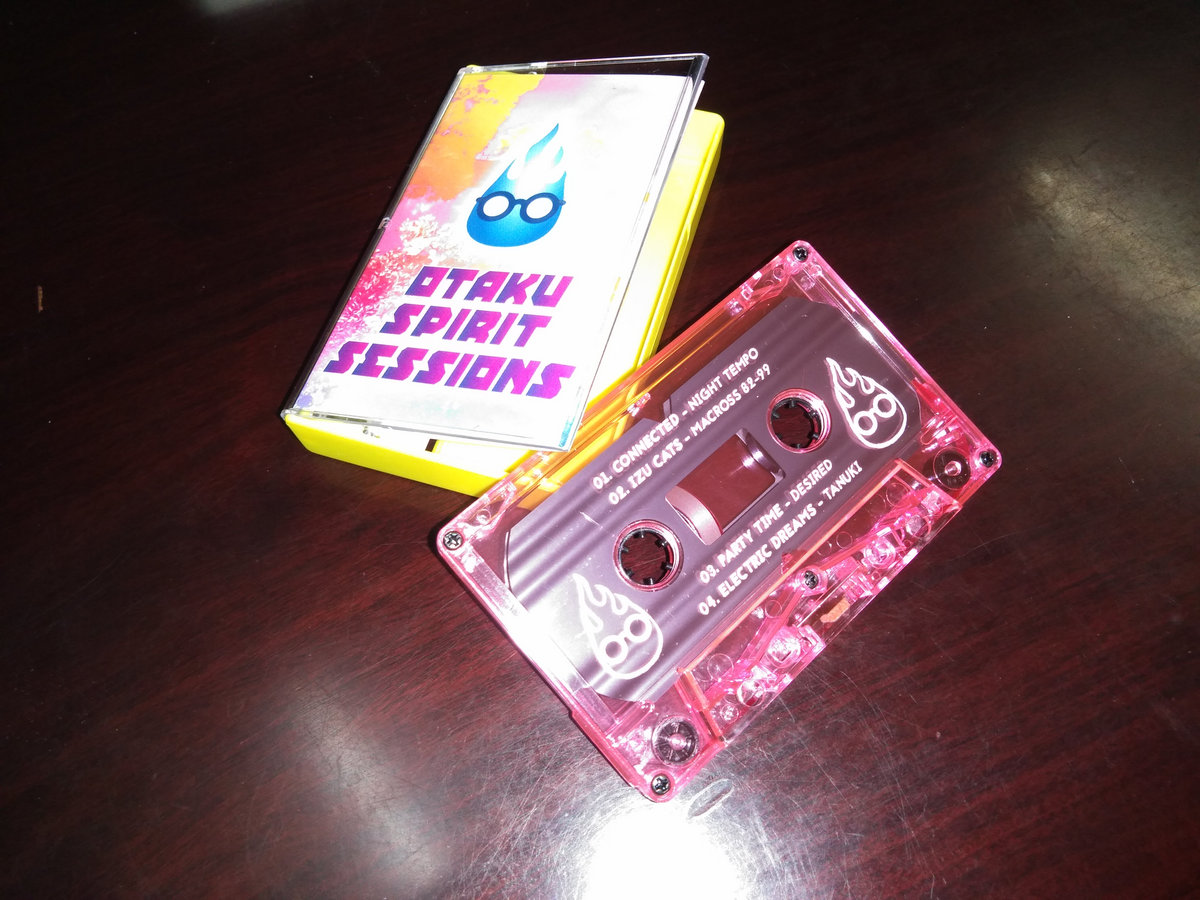 OTAKU
SPIRIT
SESSIONS
01. CONNECTED - NIGHT TEMPO
02. IZU CATS - MACROSS 82-99
03. PARTY TIME - DESIRED
04. ELECTRIC DREAMS - TANUKI